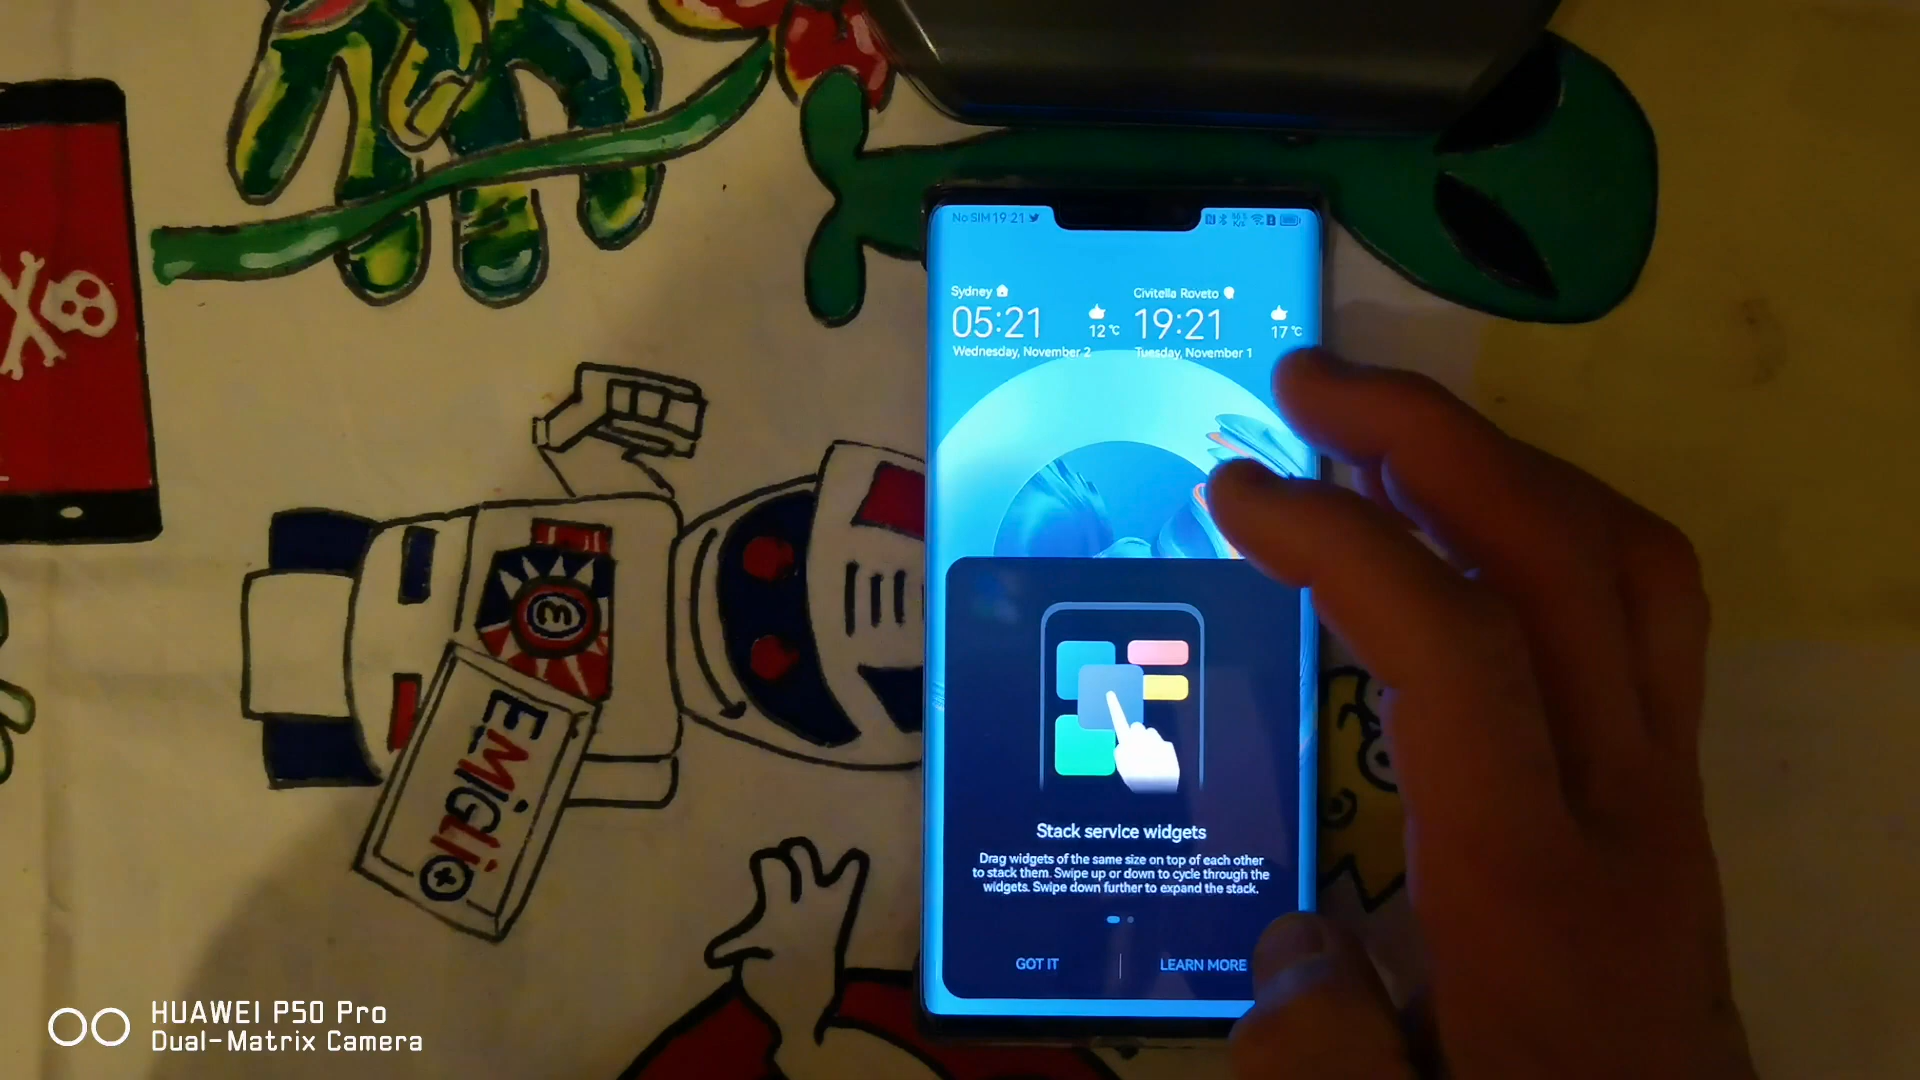 No SIM 19:21
Sydney
05:21
12 °C
Wednesday, November 2
Civitella Roveto
19:21
17 °C
Tuesday, November 1
Stack service widgets
Drag widgets of the same size on top of each other
to stack them. Swipe up or down to cycle through the
widgets. Swipe down further to expand the stack.
GOT IT
LEARN MORE
EMIGLIO
HUAWEI P50 Pro
Dual-Matrix Camera